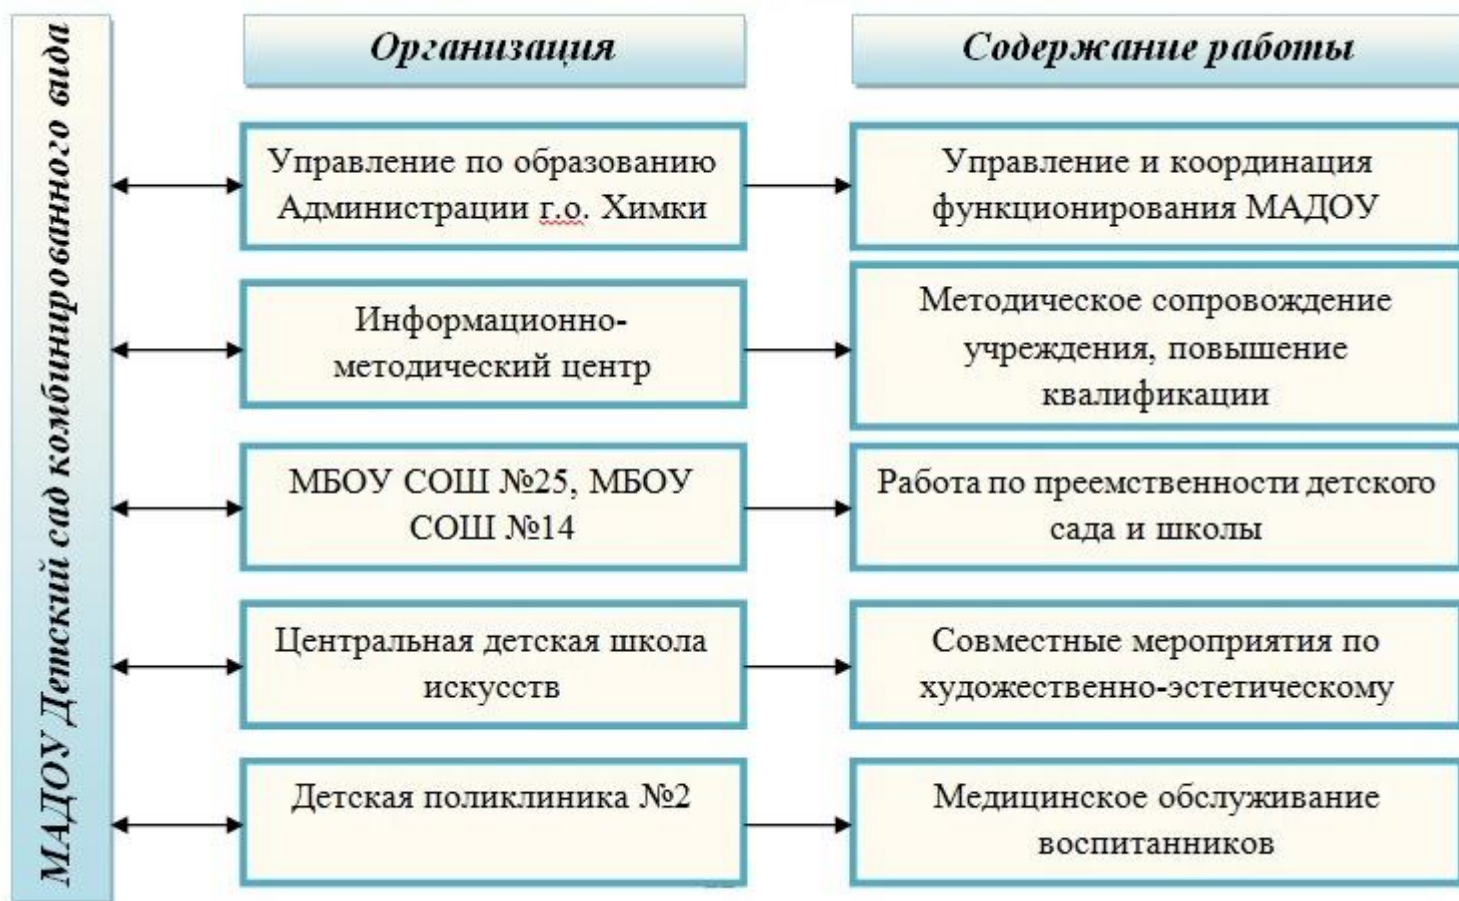 МАДОУ Детский сад комбинированного вида
Организация
Содержание работы
Управление по образованию
Администрации г.о. Химки
Управление и координация
функционирования МАДОУ
Информационно-
методический центр
Методическое сопровождение
учреждения, повышение
квалификации
МБОУ СОШ №25, МБОУ
СОШ №14
Работа по преемственности детского
сада и школы
Центральная детская школа
искусств
Совместные мероприятия по
художественно-эстетическому
Детская поликлиника №2
Медицинское обслуживание
воспитанников